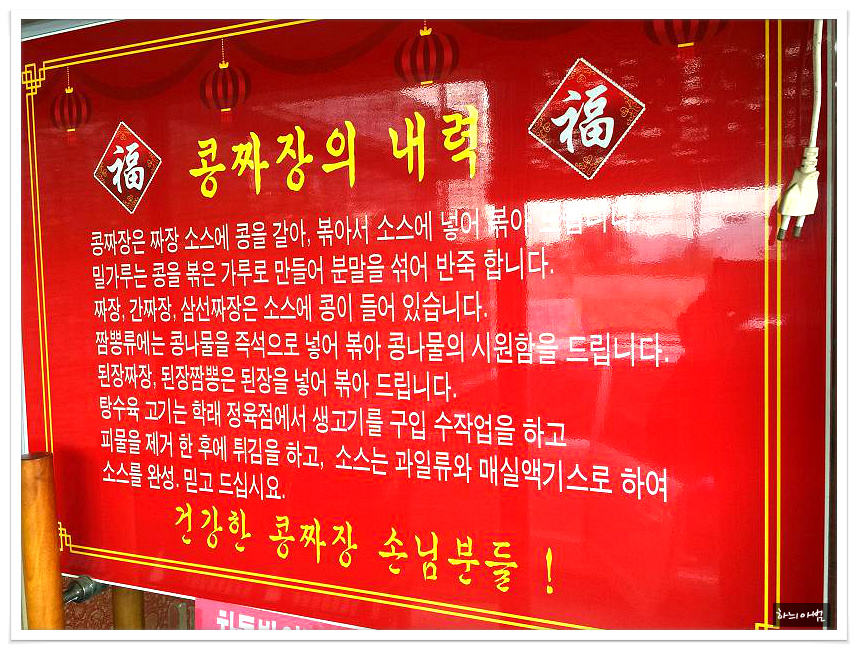 福
福
콩짜장의 내력
콩짜장은 짜장 소스에 콩을 갈아, 볶아서 소스에 넣어 볶아
밀가루는 콩을 볶은 가루로 만들어 분말을 섞어 반죽 합니다.
짜장, 간짜장, 삼선짜장은 소스에 콩이 들어 있습니다.
짬뽕류에는 콩나물을 즉석으로 넣어 볶아 콩나물의 시원함을 드립니다.
된장짜장, 된장짬뽕은 된장을 넣어 볶아 드립니다.
탕수육 고기는 학래 정육점에서 생고기를 구입 수작업을 하고
피물을 제거 한 후에 튀김을 하고, 소스는 과일류와 매실액기스로 하여
소스를 완성. 믿고 드십시요.
건강한 콩짜장 손님분들 !
하늬아범